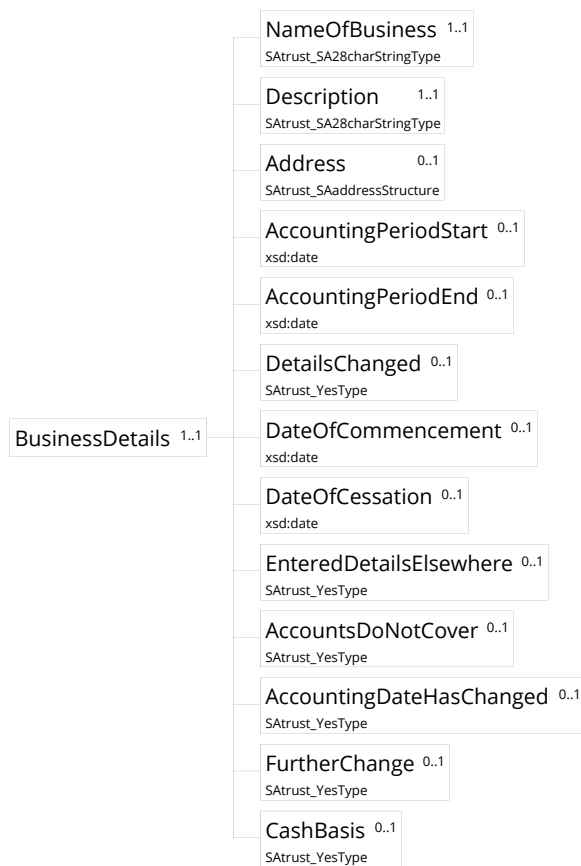 NameOfBusiness 1..1
SAtrust_SA28charStringType
Description 1..1
SAtrust_SA28charStringType
Address 0..1
SAtrust_SAaddressStructure
AccountingPeriodStart 0..1
xsd:date
AccountingPeriodEnd 0..1
xsd:date
DetailsChanged 0..1
SAtrust_YesType
BusinessDetails 1..1
DateOfCommencement 0..1
xsd:date
DateOfCessation 0..1
xsd:date
EnteredDetailsElsewhere 0..1
SAtrust_YesType
AccountsDoNotCover 0..1
SAtrust_YesType
AccountingDateHasChanged 0..1
SAtrust_YesType
FurtherChange 0..1
SAtrust_YesType
CashBasis 0..1
SAtrust_YesType